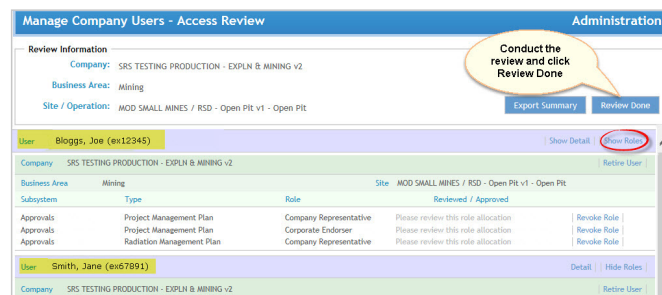 Manage Company Users - Access Review Administration
Review Information
Company: SRS TESTING PRODUCTION - EXPLN & MINING v2
Conduct the
review and click
Review Done
Business Area: Mining
Site / Operation: MOD SMALL MINES / RSD - Open Pit v1 - Open Pit
Export Summary Review Done
User Bloggs, Joe (ex12345) | Show Detail | Show Roles |
Company SRS TESTING PRODUCTION - EXPLN & MINING v2 | Retire User |
Business Area Mining Site MOD SMALL MINES / RSD - Open Pit v1 - Open Pit
Subsystem Type Role Reviewed / Approved
Approvals Project Management Plan Company Representative Please review this role allocation | Revoke Role |
Approvals Project Management Plan Corporate Endorser Please review this role allocation | Revoke Role |
Approvals Radiation Management Plan Company Representative Please review this role allocation | Revoke Role |
User Smith, Jane (ex67891) Detail | | Hide Roles |
Company SRS TESTING PRODUCTION - EXPLN & MINING v2 | Retire User |